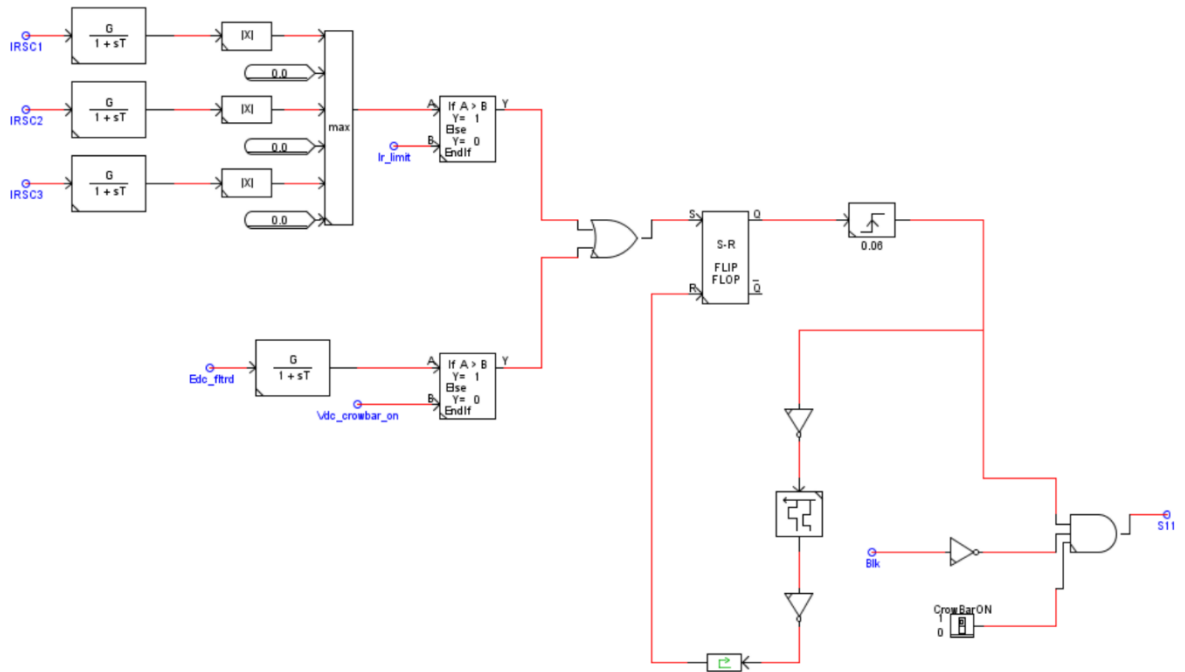 IRSC1
G
1 + sT
|X|
0.0
IRSC2
G
1 + sT
|X|
0.0
max
IRSC3
G
1 + sT
|X|
0.0
A
B
If A > B
Y= 1
Else
Y= 0
EndIf
Y
Ir_limit
S
R
Q
Q
S-R
FLIP
FLOP
0.06
Edc_fltrd
G
1 + sT
A
B
If A > B
Y= 1
Else
Y= 0
EndIf
Y
Vdc_crowbar_on
Blk
S11
CrowBarON
1
0